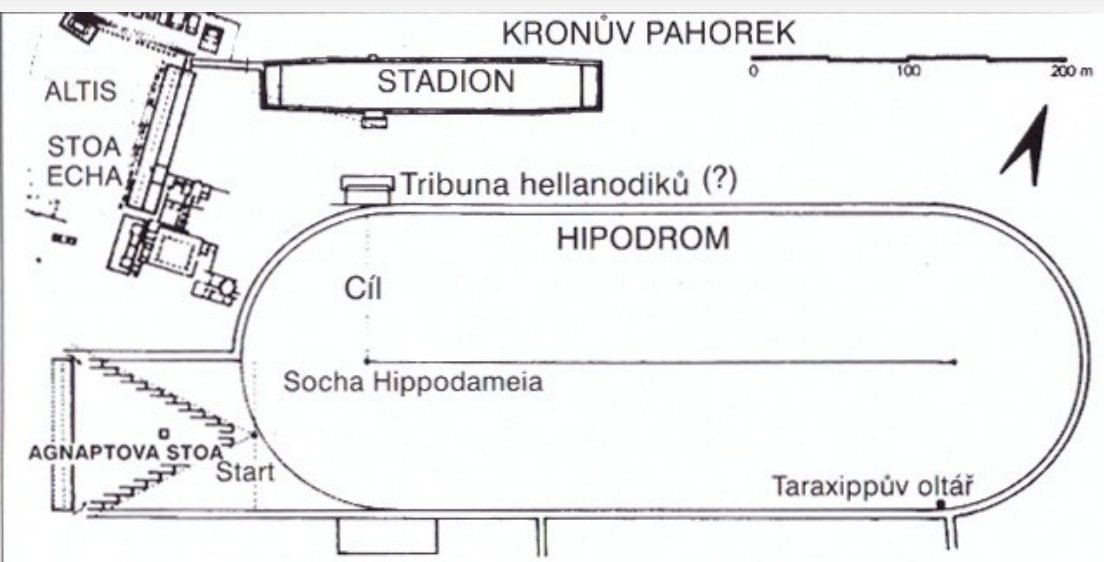 KRONŮV PAHOREK
0 100 200 m
STADION
ALTIS
STOA
ECHA
Tribuna hellanodiků (?)
HIPODROM
Cíl
Socha Hippodameia
AGNAPTOVA STOA
Start
Taraxippův oltář